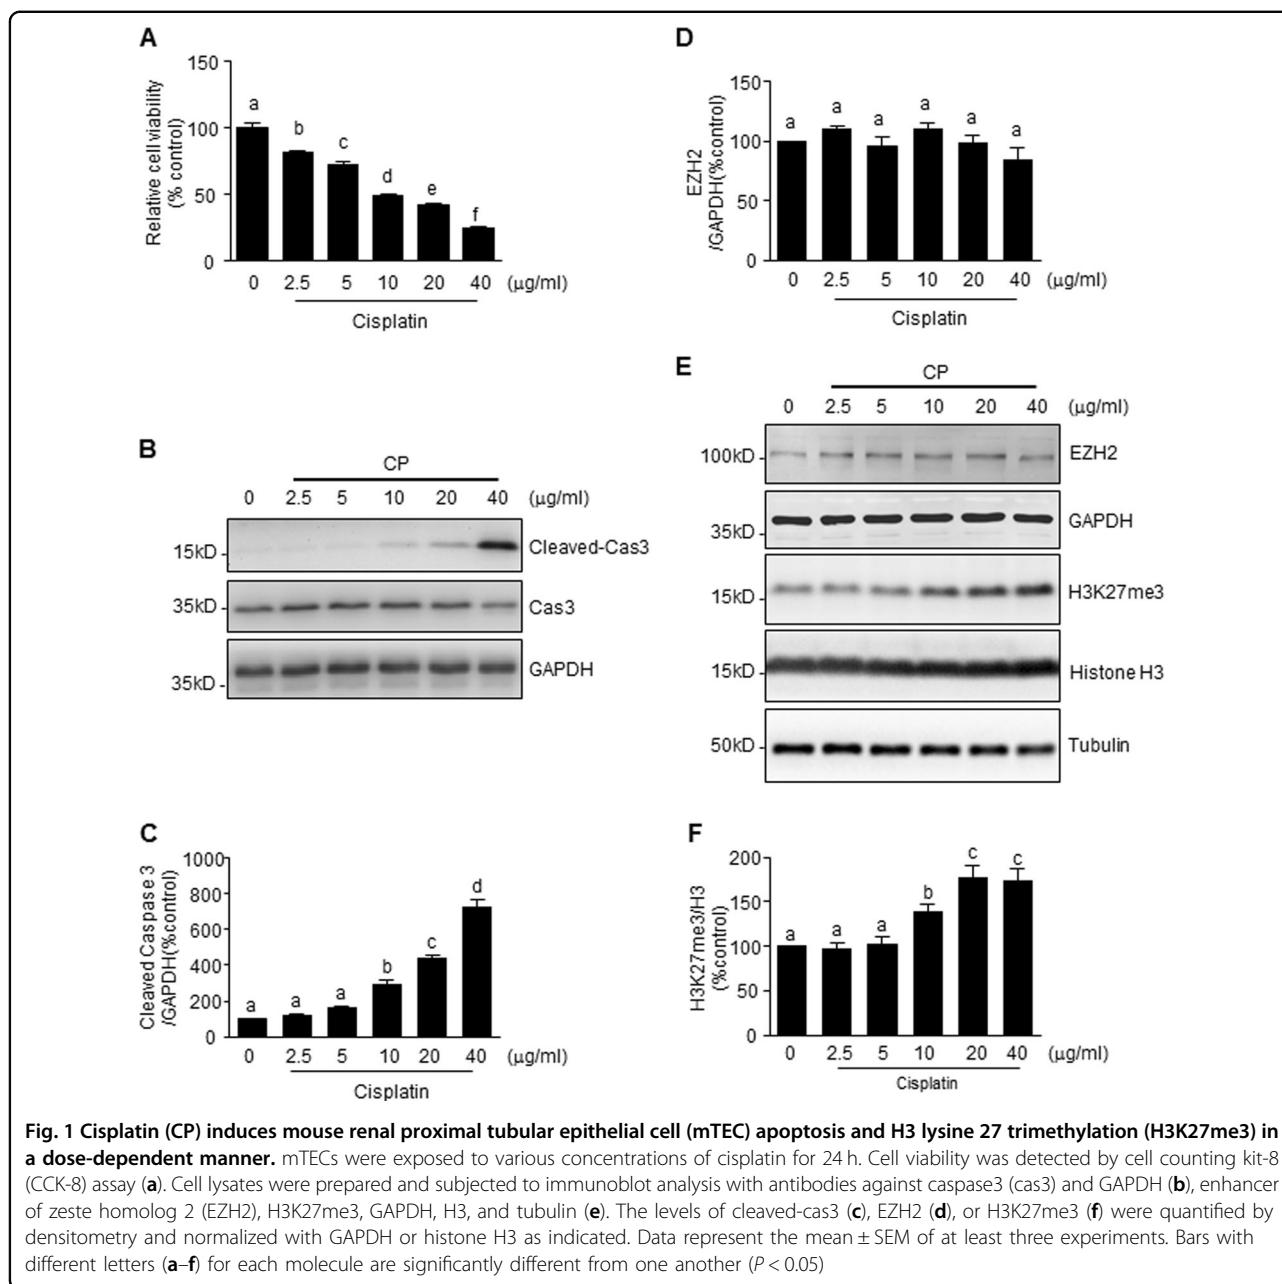 A
Relative cell viability
(% control)
150
100
50
0
a
b
c
d
e
f
0 2.5 5 10 20 40 (μg/ml)
Cisplatin
B
CP
0 2.5 5 10 20 40 (μg/ml)
15kD
Cleaved-Cas3
35kD
Cas3
35kD
GAPDH
C
Cleaved Caspase 3
/GAPDH(%control)
1000
800
600
400
200
0
a
a
a
b
c
d
0 2.5 5 10 20 40 (μg/ml)
Cisplatin
D
EZH2
/GAPDH(%control)
150
100
50
0
a
a
a
a
a
a
0 2.5 5 10 20 40 (μg/ml)
Cisplatin
E
CP
0 2.5 5 10 20 40 (μg/ml)
100kD
EZH2
35kD
GAPDH
15kD
H3K27me3
15kD
Histone H3
50kD
Tubulin
F
H3K27me3/H3
(%control)
200
150
100
50
0
a
a
a
b
c
c
0 2.5 5 10 20 40 (μg/ml)
Cisplatin
Fig. 1 Cisplatin (CP) induces mouse renal proximal tubular epithelial cell (mTEC) apoptosis and H3 lysine 27 trimethylation (H3K27me3) in
a dose-dependent manner. mTECs were exposed to various concentrations of cisplatin for 24 h. Cell viability was detected by cell counting kit-8
(CCK-8) assay (a). Cell lysates were prepared and subjected to immunoblot analysis with antibodies against caspase3 (cas3) and GAPDH (b), enhancer
of zeste homolog 2 (EZH2), H3K27me3, GAPDH, H3, and tubulin (e). The levels of cleaved-cas3 (c), EZH2 (d), or H3K27me3 (f) were quantified by
densitometry and normalized with GAPDH or histone H3 as indicated. Data represent the mean ± SEM of at least three experiments. Bars with
different letters (a–f) for each molecule are significantly different from one another (P < 0.05)